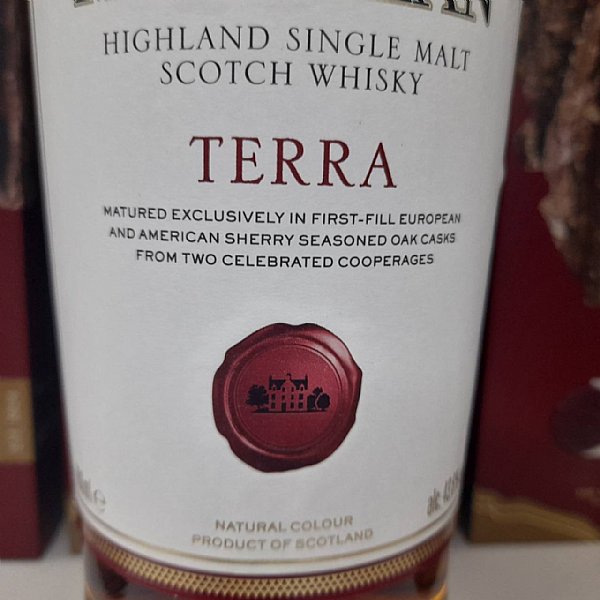 HIGHLAND SINGLE MALT
SCOTCH WHISKY
TERRA
MATURED EXCLUSIVELY IN FIRST-FILL EUROPEAN
AND AMERICAN SHERRY SEASONED OAK CASKS
FROM TWO CELEBRATED COOPERAGES
NATURAL COLOUR
PRODUCT OF SCOTLAND